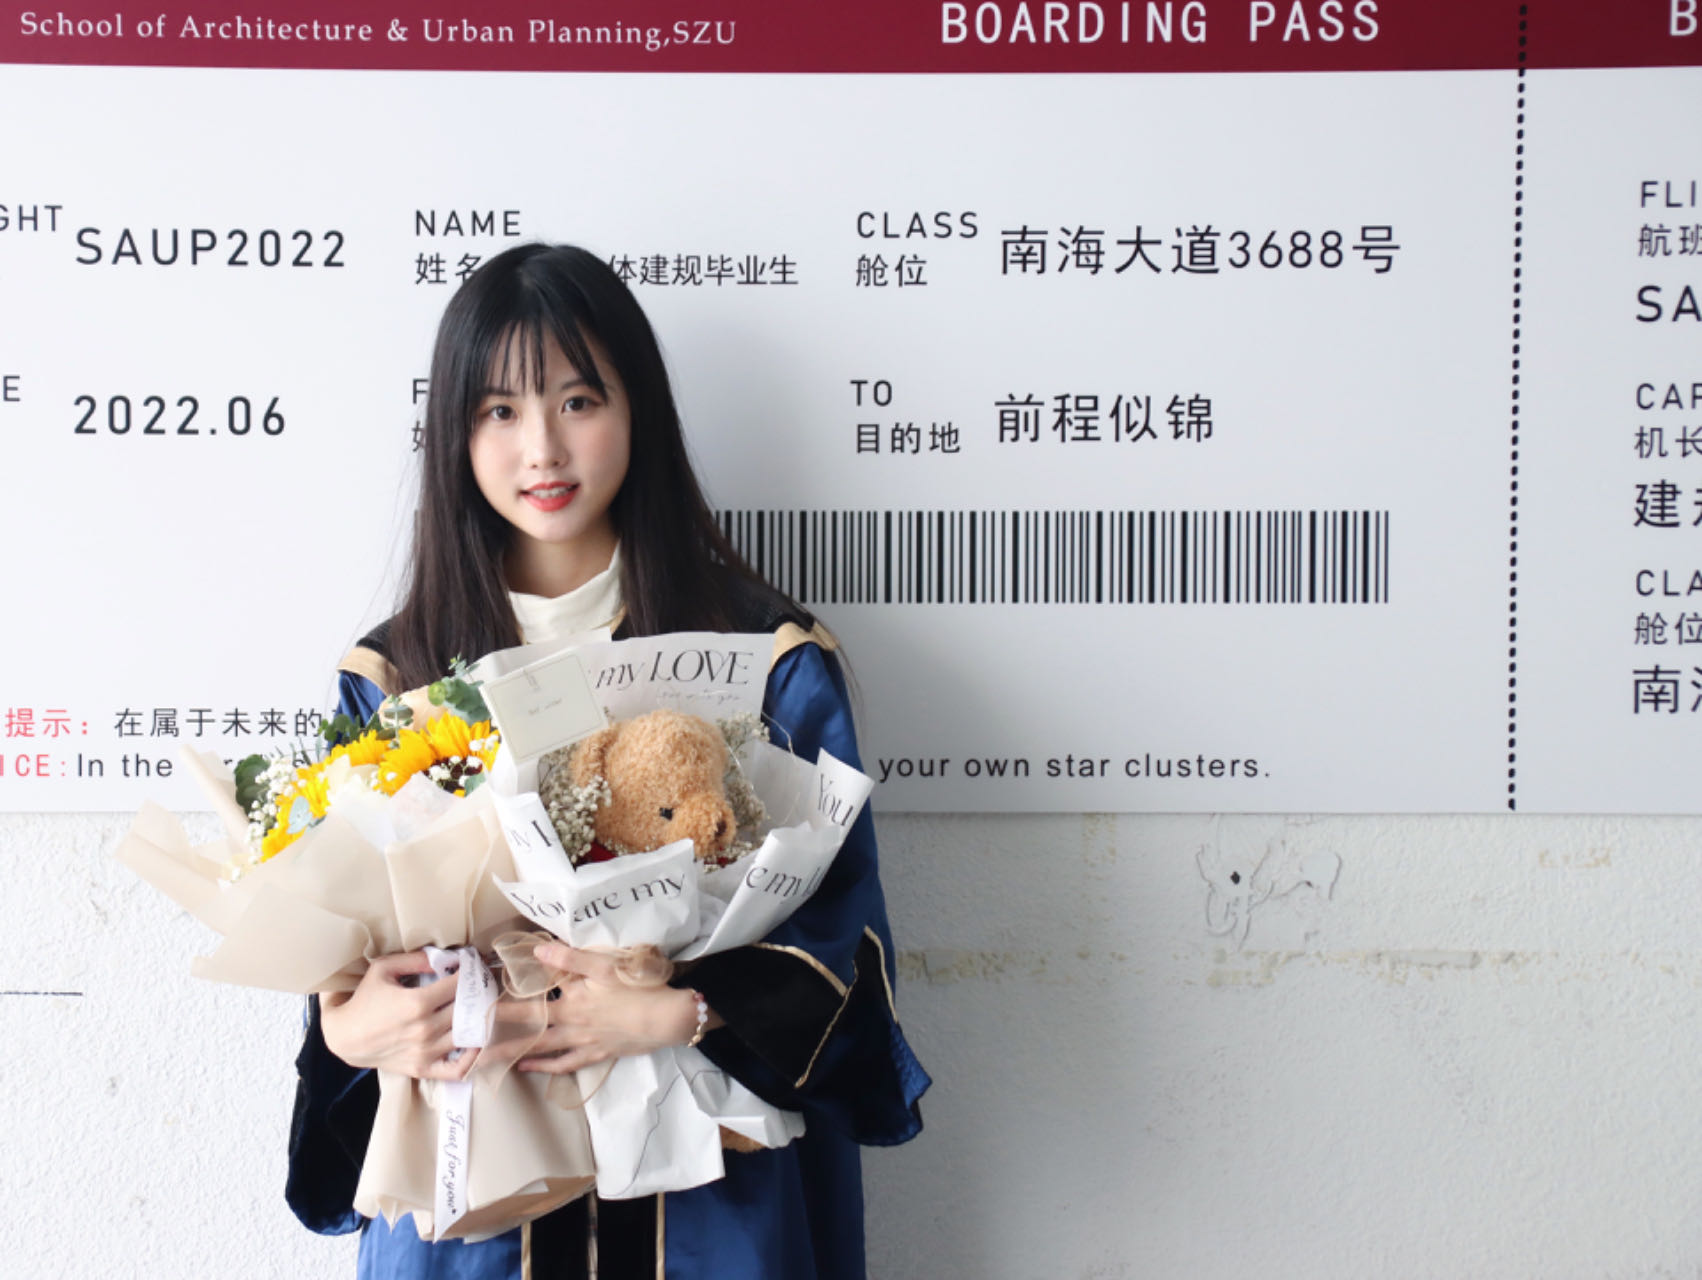 School of Architecture & Urban Planning,SZU
BOARDING PASS
B
GHT
SAUP2022
NAME
姓名
体建规毕业生
CLASS
舱位
南海大道3688号
FLI
航班
SA
E
2022.06
F
TO
目的地
前程似锦
CAP
机长
建
CLA
舱位
南海
提示：在属于未来的
ICE:In the
your own star clusters.
my LOVE
You
my L
You are my
e my L
Just for you